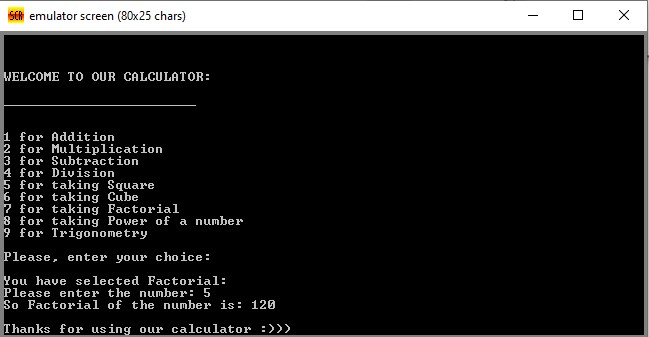 SCR emulator screen (80x25 chars)
WELCOME TO OUR CALCULATOR:
________________________
1 for Addition
2 for Multiplication
3 for Subtraction
4 for Division
5 for taking Square
6 for taking Cube
7 for taking Factorial
8 for taking Power of a number
9 for Trigonometry
Please, enter your choice:
You have selected Factorial:
Please enter the number: 5
So Factorial of the number is: 120
Thanks for using our calculator :)))